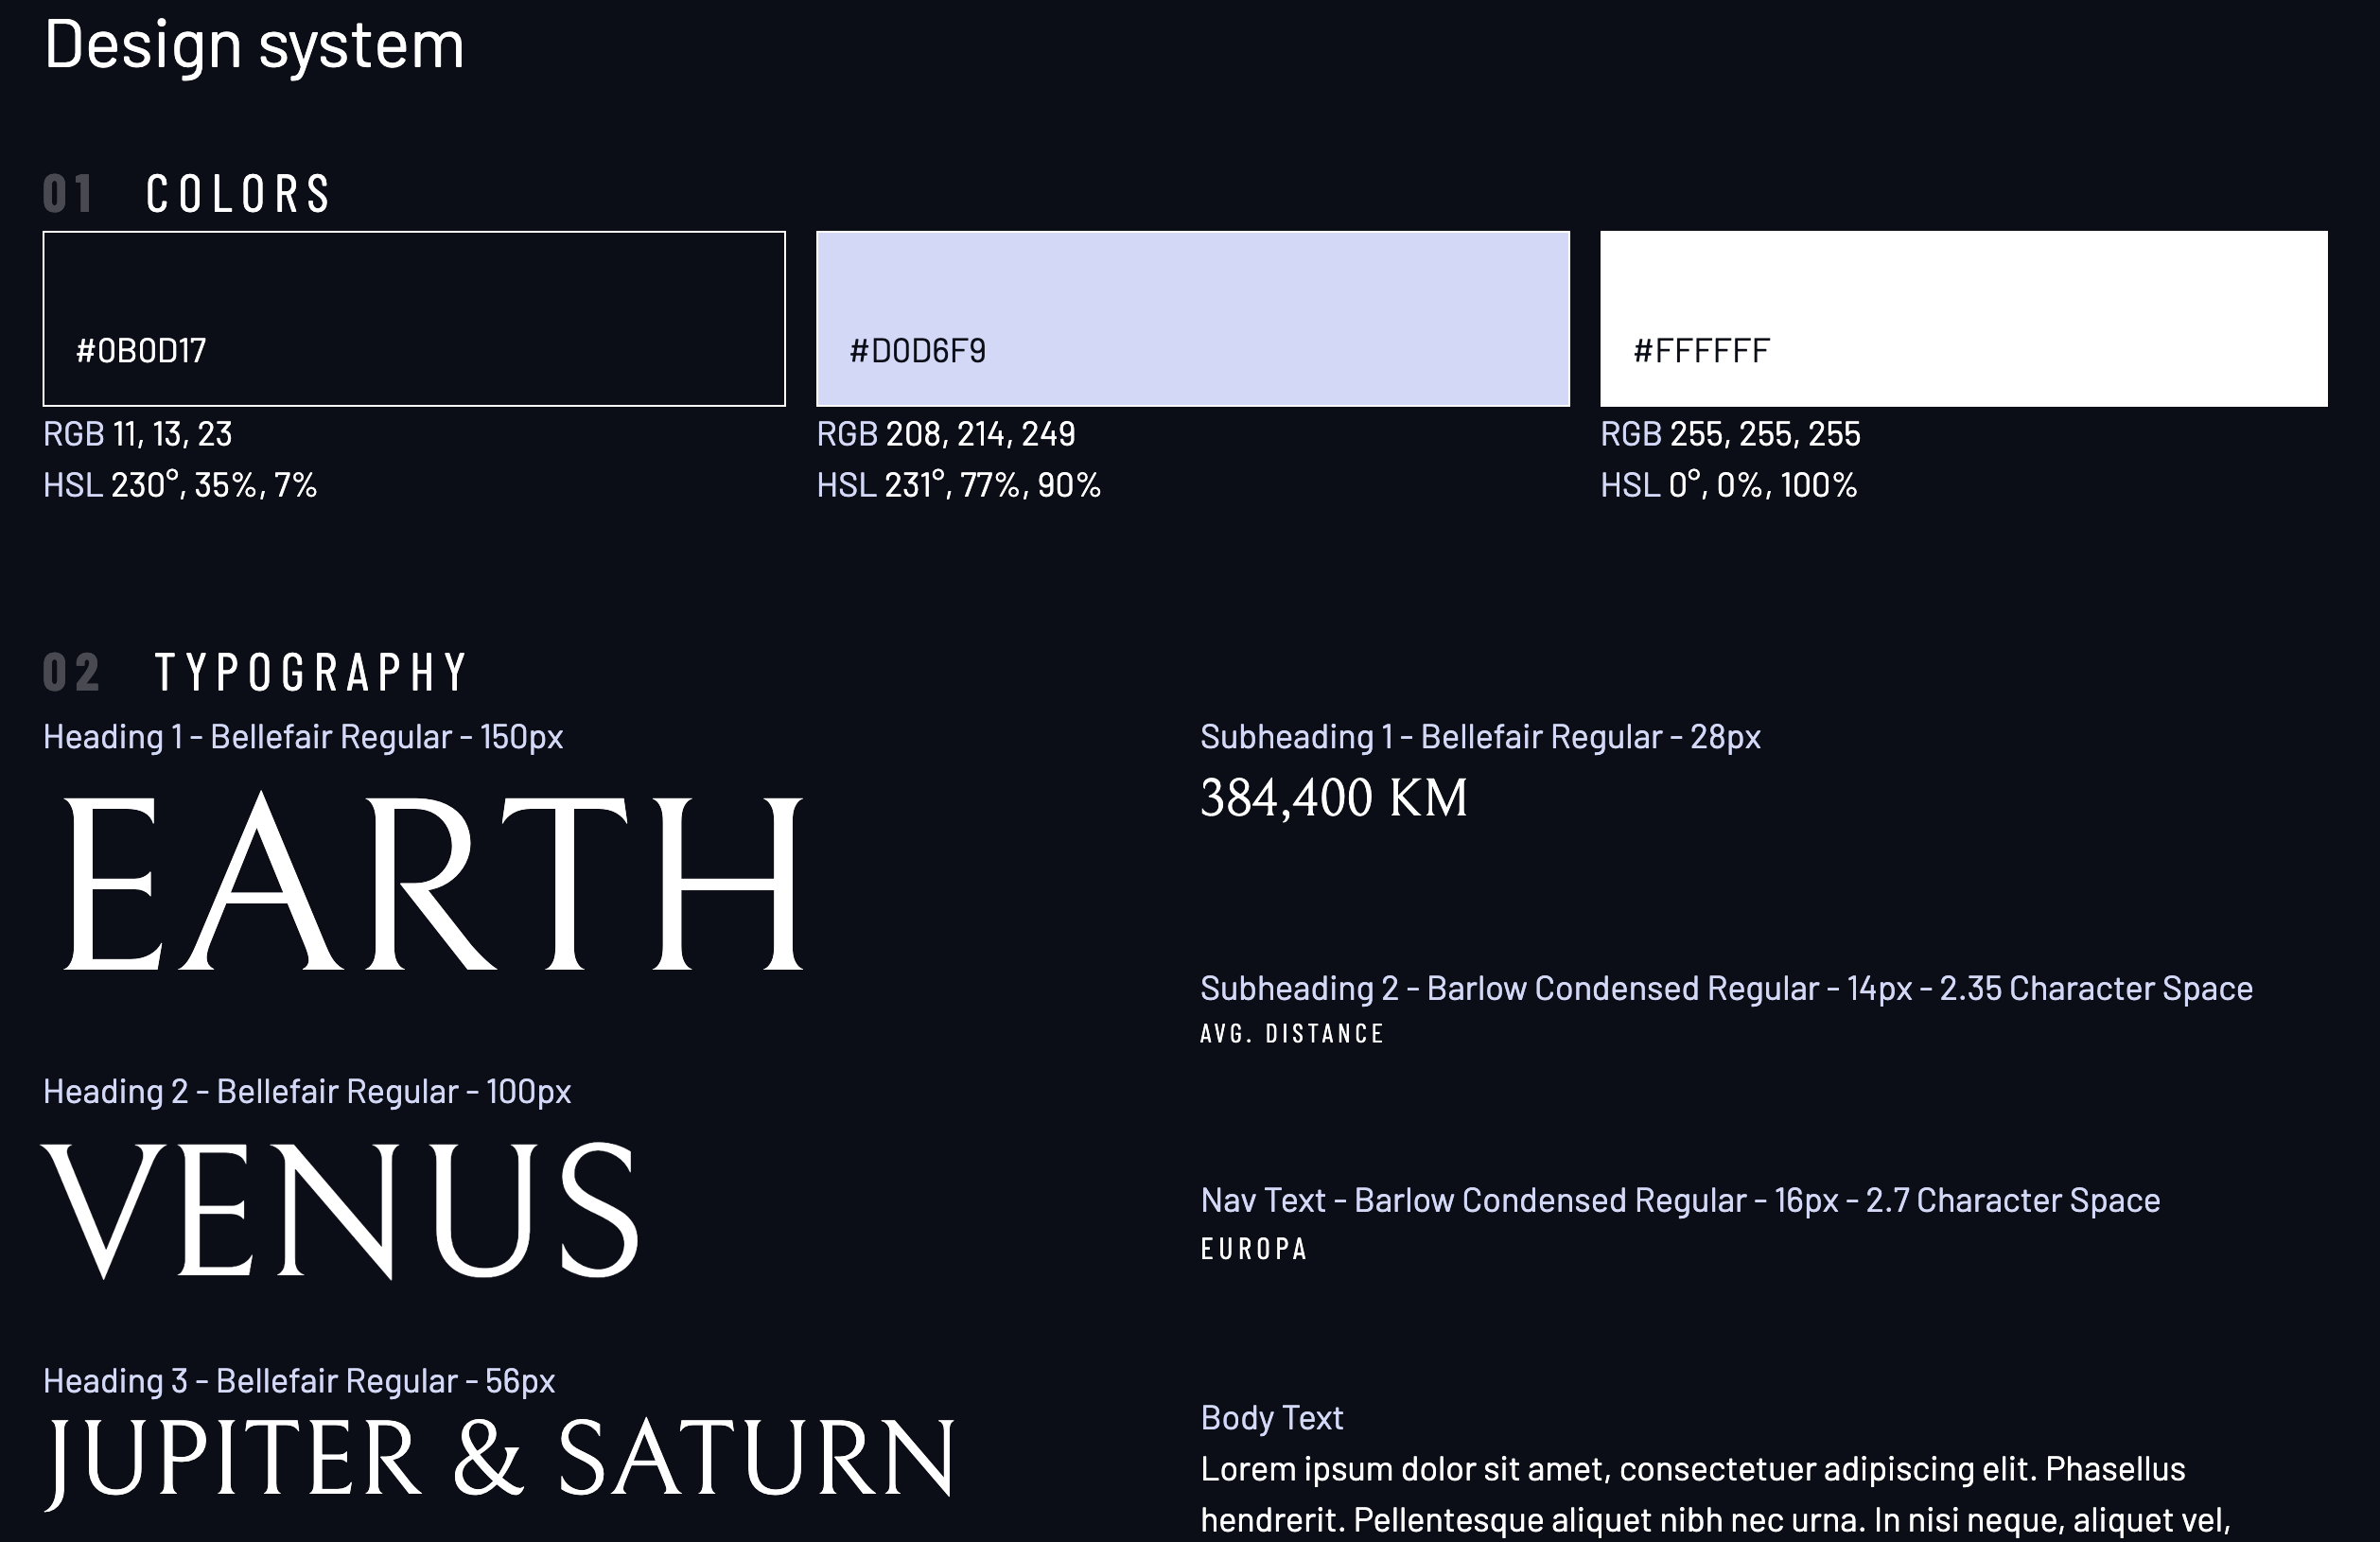 Design system
01 COLORS
#0B0D17
RGB 11, 13, 23
HSL 230°, 35%, 7%
#D0D6F9
RGB 208, 214, 249
HSL 231°, 77%, 90%
#FFFFFF
RGB 255, 255, 255
HSL 0°, 0%, 100%
02 TYPOGRAPHY
Heading 1 - Bellefair Regular - 150px
EARTH
Heading 2 - Bellefair Regular - 100px
VENUS
Heading 3 - Bellefair Regular - 56px
JUPITER & SATURN
Subheading 1 - Bellefair Regular - 28px
384,400 KM
Subheading 2 - Barlow Condensed Regular - 14px - 2.35 Character Space
AVG. DISTANCE
Nav Text - Barlow Condensed Regular - 16px - 2.7 Character Space
EUROPA
Body Text
Lorem ipsum dolor sit amet, consectetuer adipiscing elit. Phasellus
hendrerit. Pellentesque aliquet nibh nec urna. In nisi neque, aliquet vel,